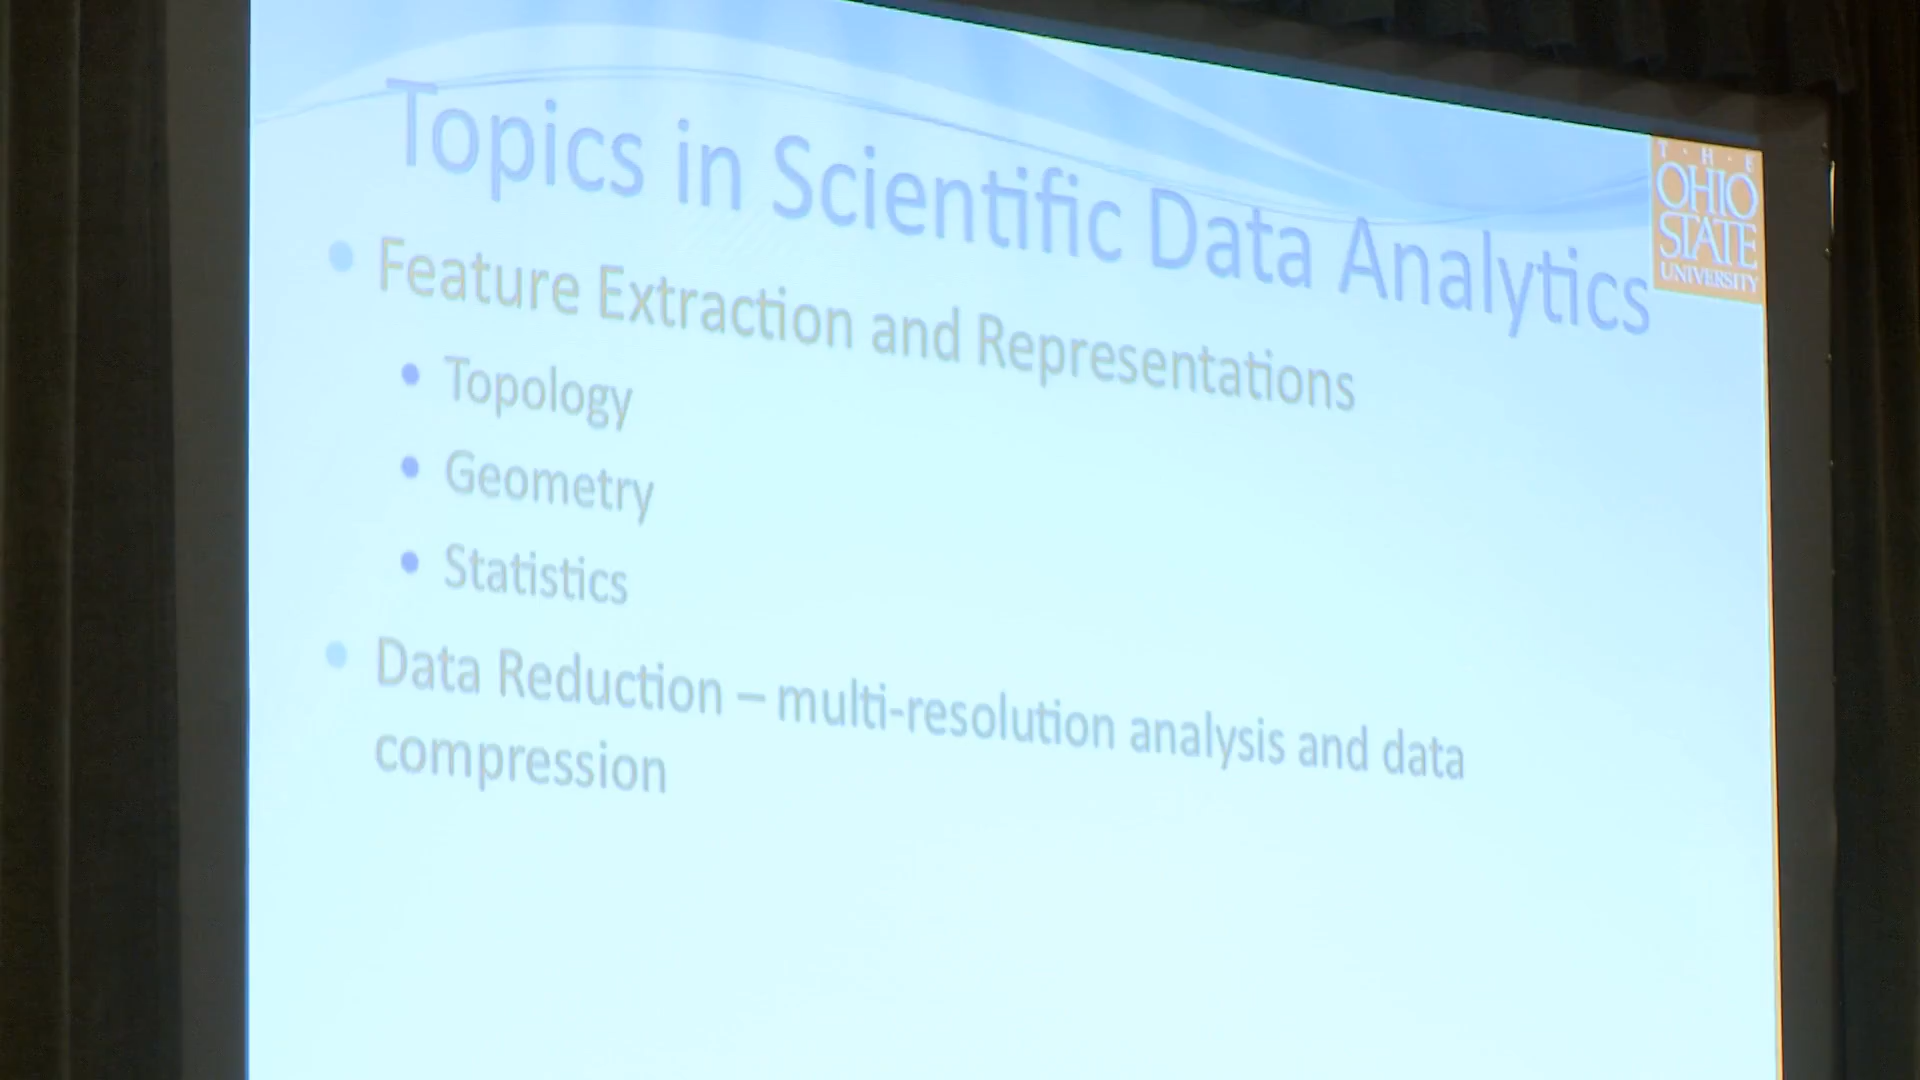 Topics in Scientific Data Analytics
T · H · E
OHIO
STATE
UNIVERSITY
Feature Extraction and Representations
Topology
Geometry
Statistics
Data Reduction – multi-resolution analysis and data
compression